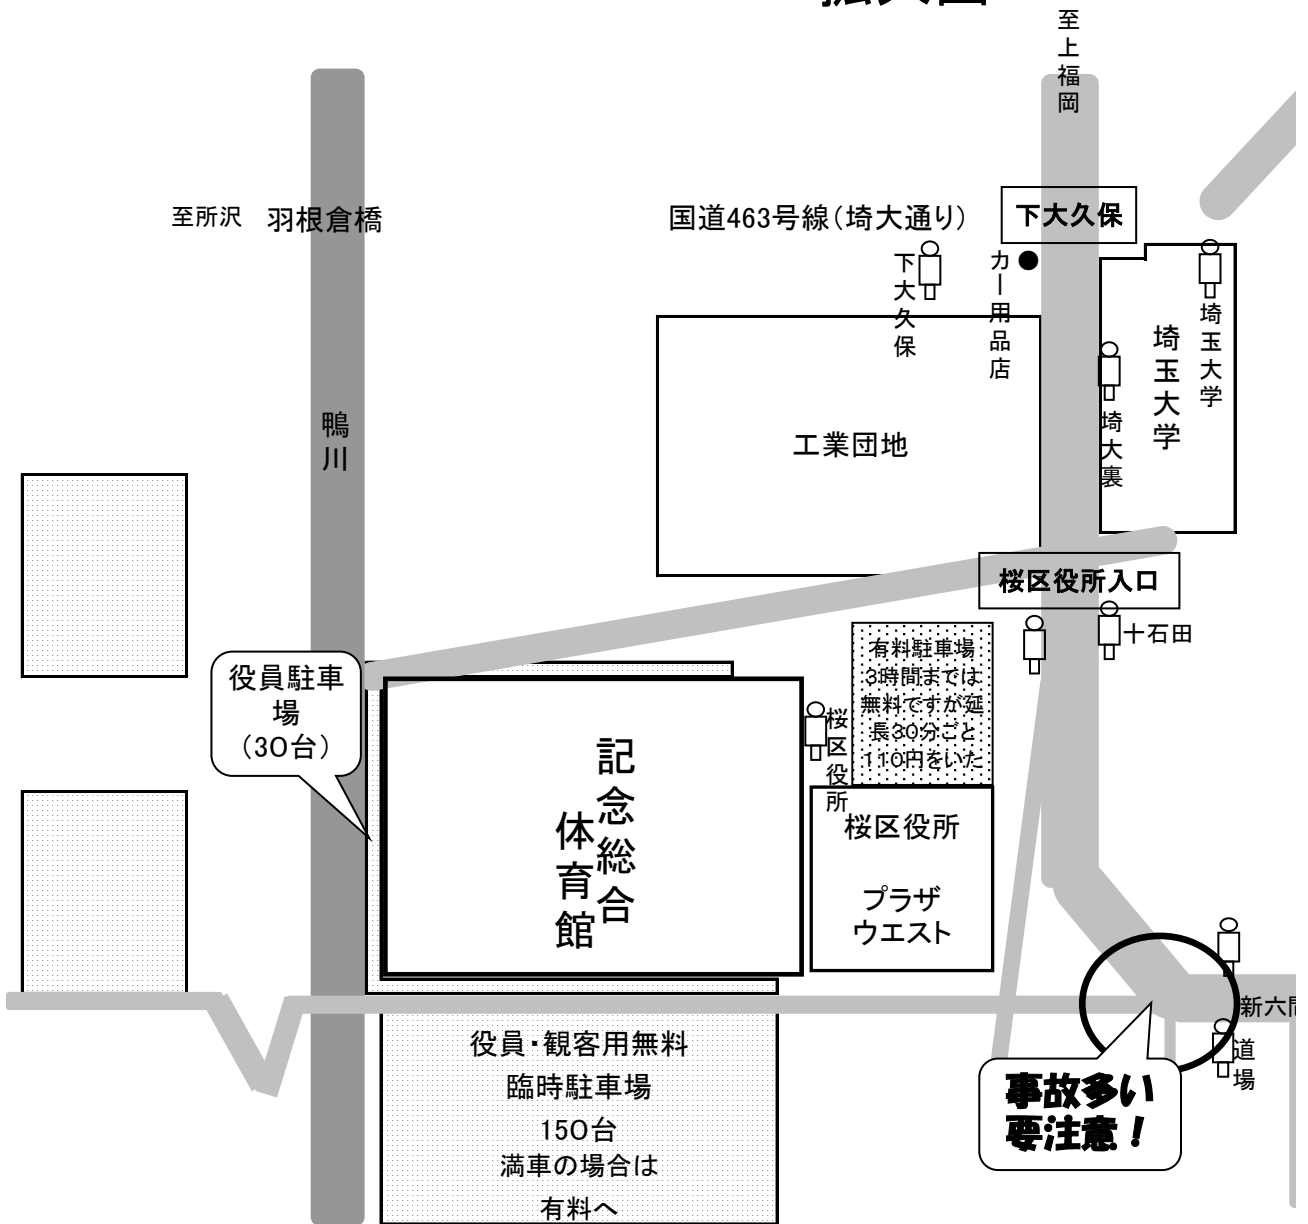 至上福岡
至所沢
羽根倉橋
国道463号線（埼大通り）
下大久保
下大久保
カー用品店
埼玉大学
埼玉大学
埼大裏
鴨川
工業団地
桜区役所入口
十石田
有料駐車場
3時間までは
無料ですが延
長30分ごと
110円をいた
役員駐車
場
（30台）
桜区役所
記念総合
体育館
桜区役所
プラザ
ウエスト
新六間
道場
役員・観客用無料
臨時駐車場
150台
満車の場合は
有料へ
事故多い
要注意！